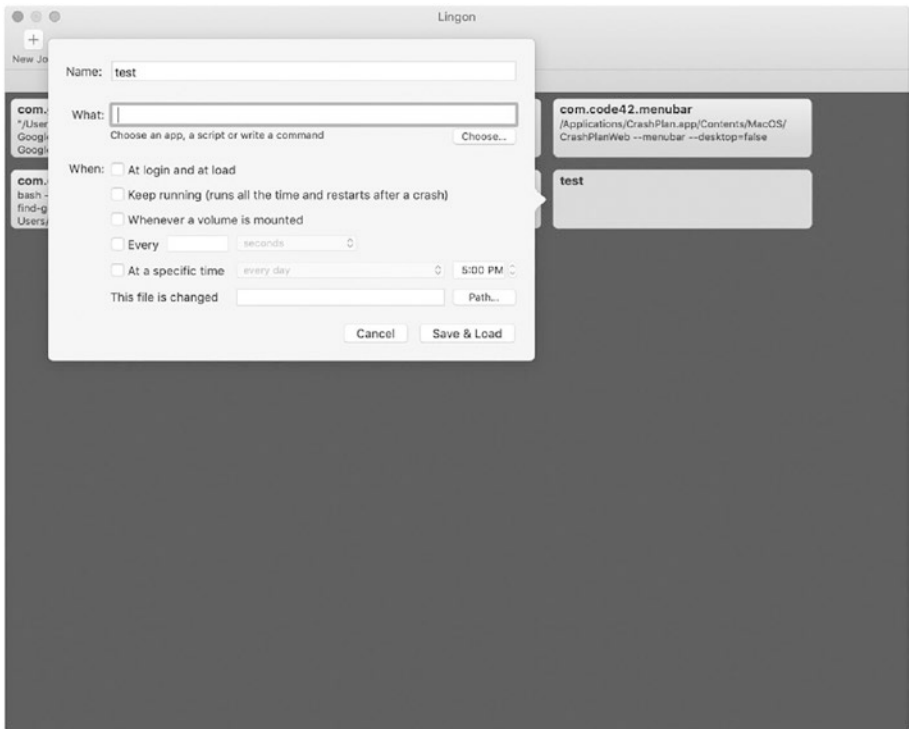 Lingon
New Jo
Name: test
What:
Choose an app, a script or write a command Choose...
When: At login and at load
Keep running (runs all the time and restarts after a crash)
Whenever a volume is mounted
Every seconds
At a specific time every day 5:00 PM
This file is changed Path...
Cancel Save & Load
com.
"/User
Googl
Googl
com.code42.menubar
/Applications/CrashPlan.app/Contents/MacOS/
CrashPlanWeb --menubar --desktop=false
com.
bash -
find-g
Users/
test